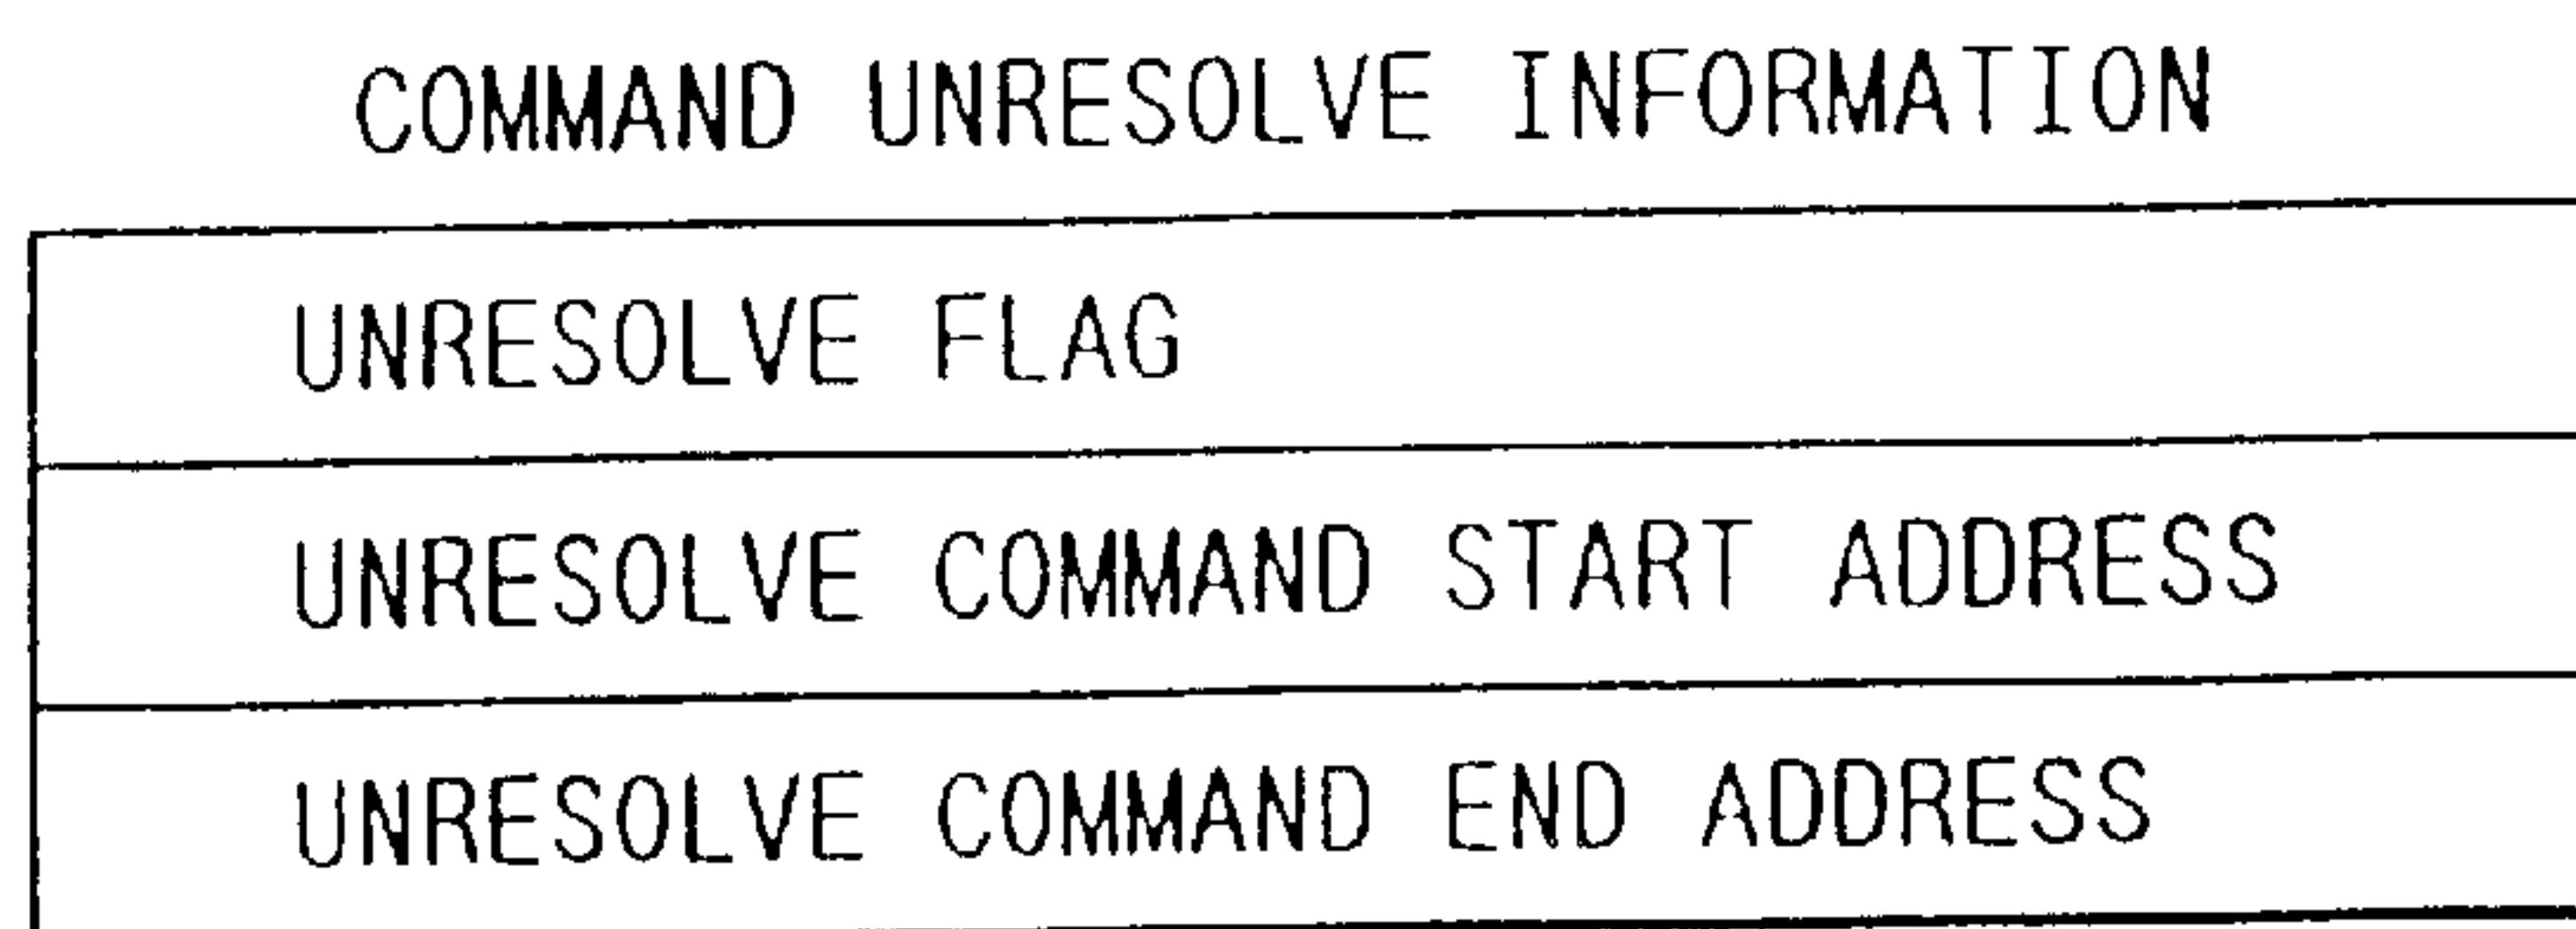 COMMAND UNRESOLVE INFORMATION
UNRESOLVE FLAG
UNRESOLVE COMMAND START ADDRESS
UNRESOLVE COMMAND END ADDRESS